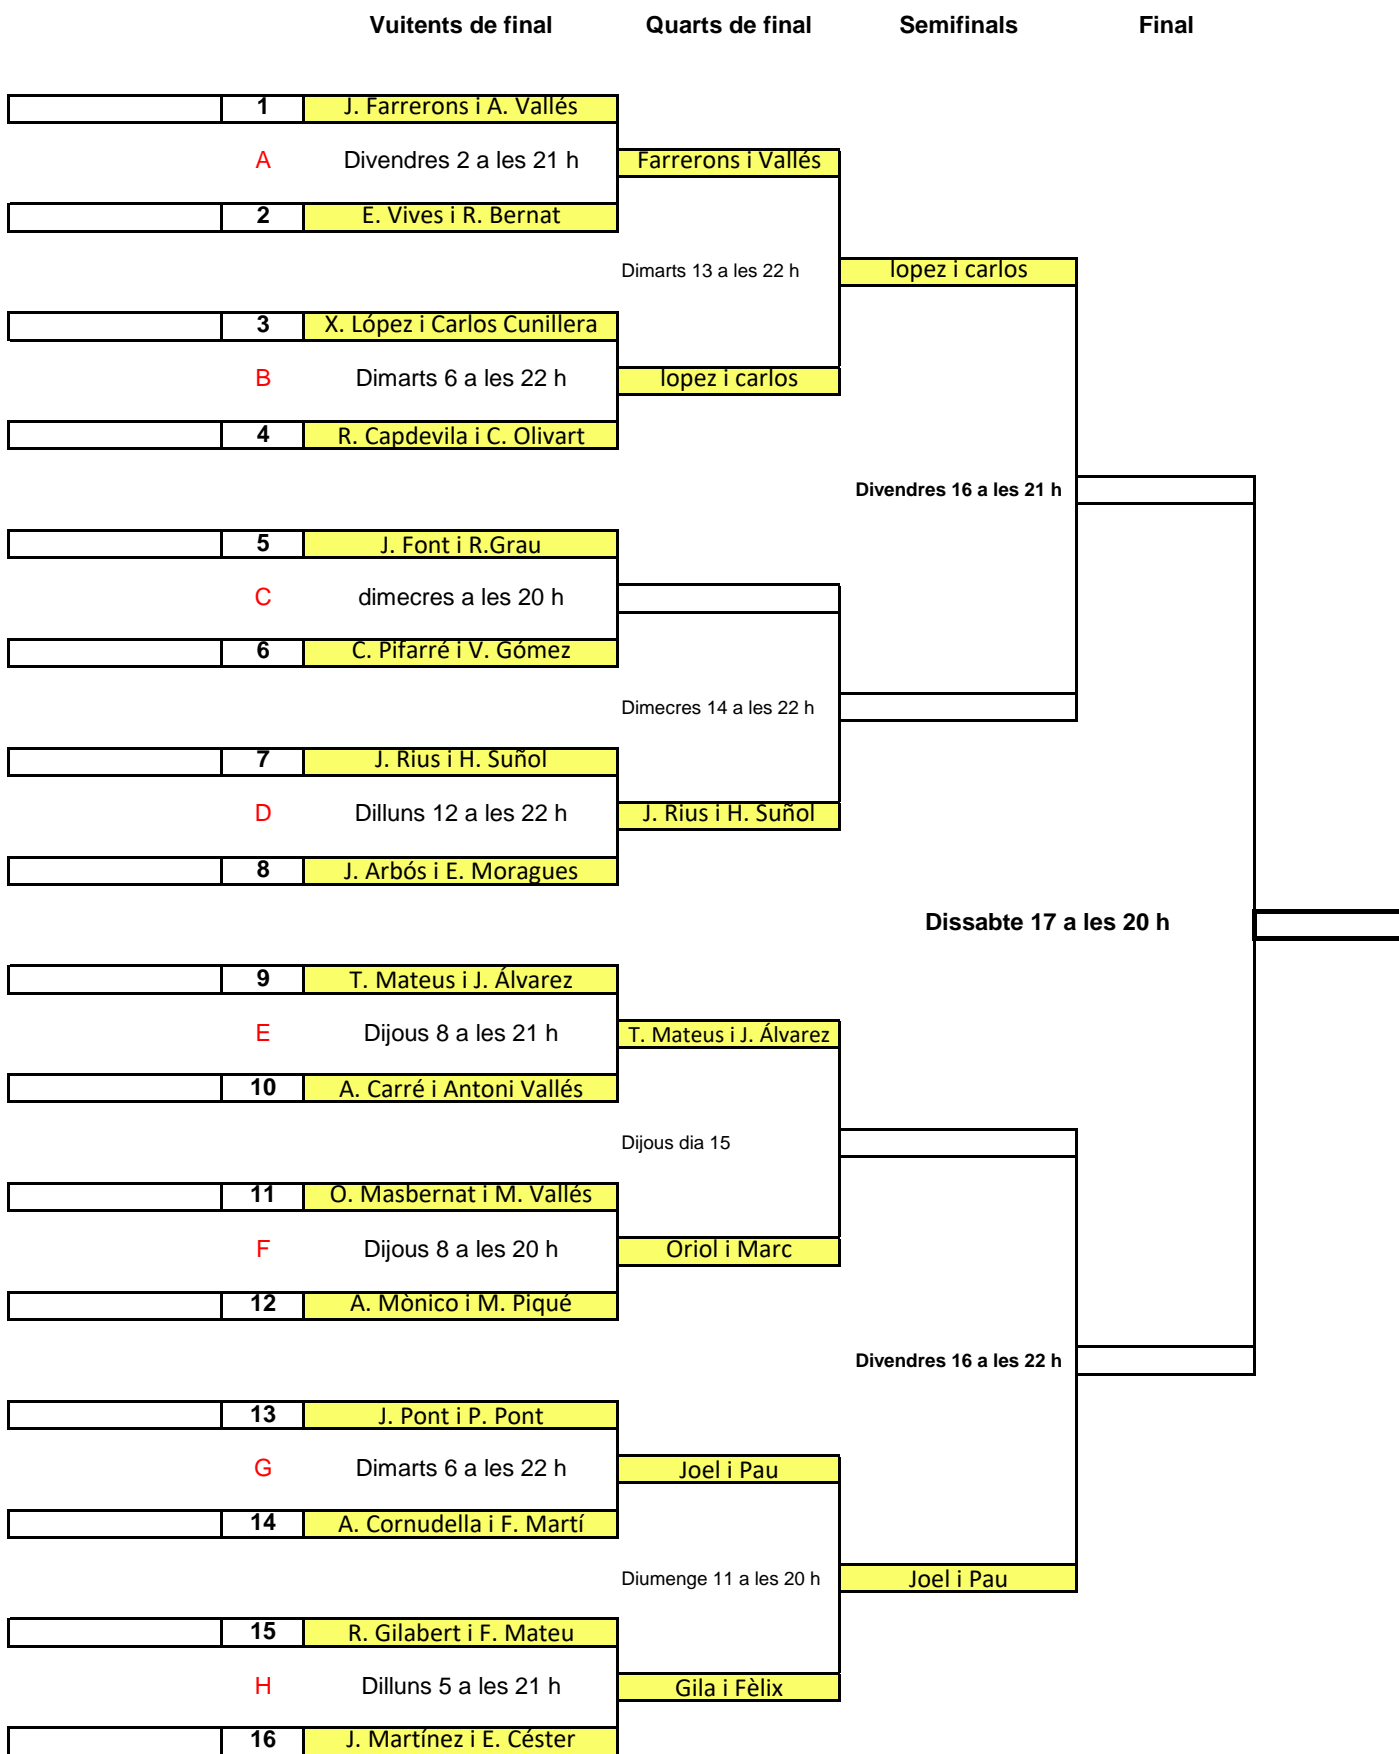 Vuitents de final Quarts de final Semifinals Final
1 J. Farrerons i A. Vallés
A Divendres 2 a les 21 h Farrerons i Vallés
2 E. Vives i R. Bernat
Dimarts 13 a les 22 h lopez i carlos
3 X. López i Carlos Cunillera
B Dimarts 6 a les 22 h lopez i carlos
4 R. Capdevila i C. Olivart
Divendres 16 a les 21 h
5 J. Font i R.Grau
C dimecres a les 20 h
6 C. Pifarré i V. Gómez
Dimecres 14 a les 22 h
7 J. Rius i H. Suñol
D Dilluns 12 a les 22 h J. Rius i H. Suñol
8 J. Arbós i E. Moragues
Dissabte 17 a les 20 h
9 T. Mateus i J. Álvarez
E Dijous 8 a les 21 h T. Mateus i J. Álvarez
10 A. Carré i Antoni Vallés
Dijous dia 15
11 O. Masbernat i M. Vallés
F Dijous 8 a les 20 h Oriol i Marc
12 A. Mònico i M. Piqué
Divendres 16 a les 22 h
13 J. Pont i P. Pont
G Dimarts 6 a les 22 h Joel i Pau
14 A. Cornudella i F. Martí
Diumenge 11 a les 20 h Joel i Pau
15 R. Gilabert i F. Mateu
H Dilluns 5 a les 21 h Gila i Fèlix
16 J. Martínez i E. Céster